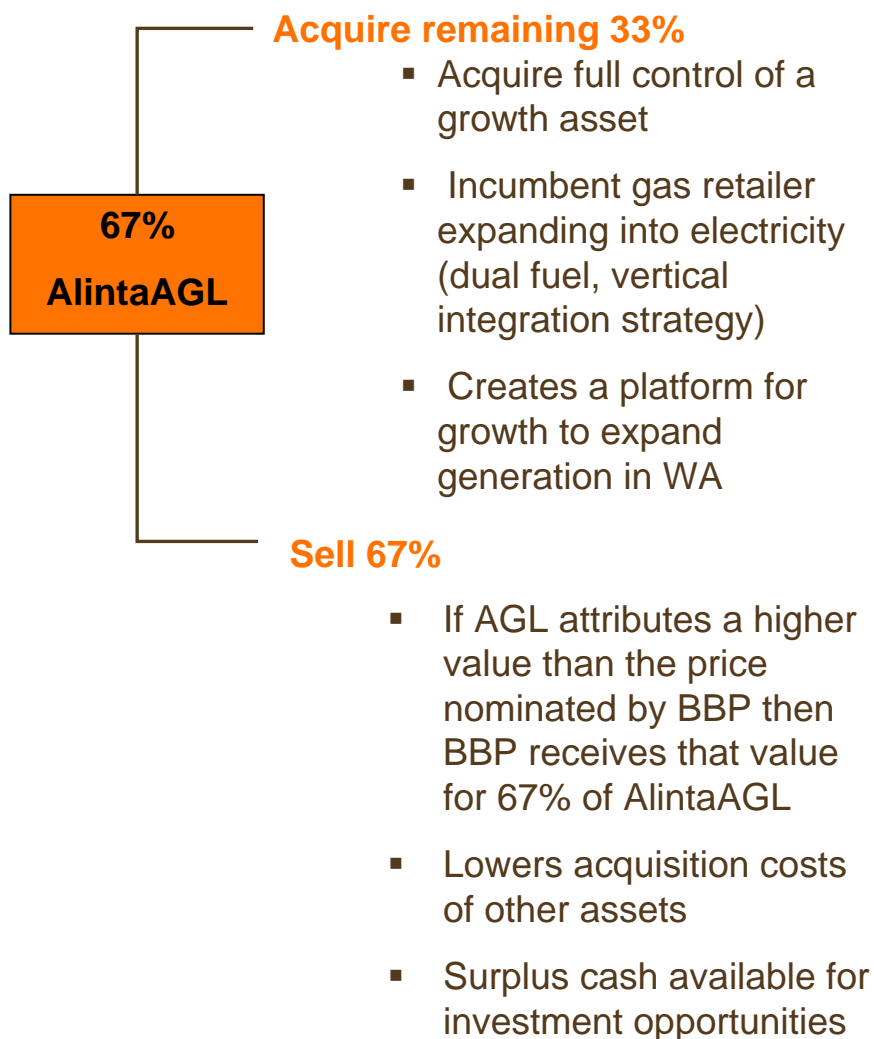 Acquire remaining 33%
▪ Acquire full control of a
growth asset
▪ Incumbent gas retailer
expanding into electricity
(dual fuel, vertical
integration strategy)
▪ Creates a platform for
growth to expand
generation in WA
67%
AlintaAGL
Sell 67%
▪ If AGL attributes a higher
value than the price
nominated by BBP then
BBP receives that value
for 67% of AlintaAGL
▪ Lowers acquisition costs
of other assets
▪ Surplus cash available for
investment opportunities